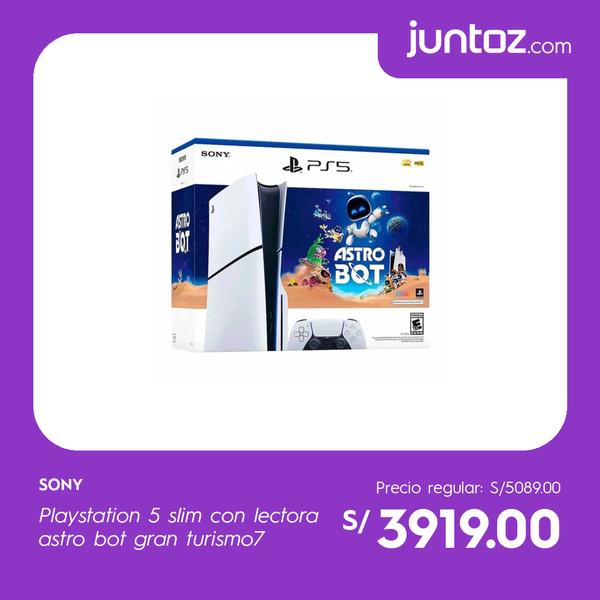 juntoz.com
SONY
PS5
PS5
ASTRO
BOT
ASTRO
BOT
SONY
Playstation 5 slim con lectora
astro bot gran turismo7
Precio regular: S/5089.00
S/ 3919.00